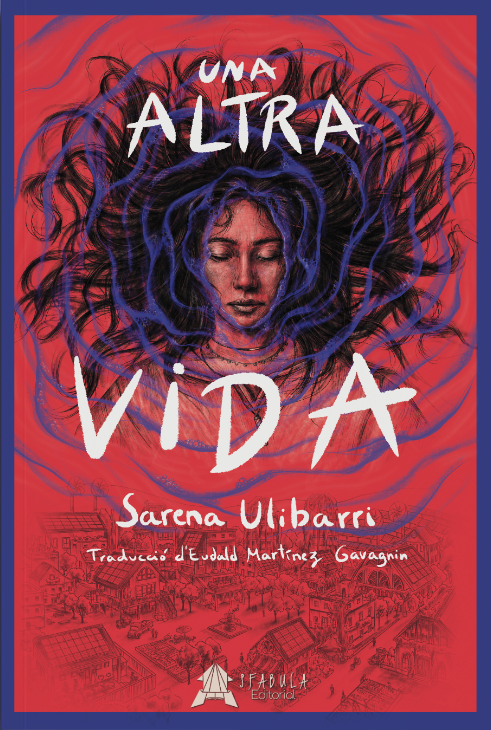 UNA
ALTRA
ViDA
Sarena Ulibarri
Traducció d'Eudald Martínez Gavagnin
SFABULA
Editorial